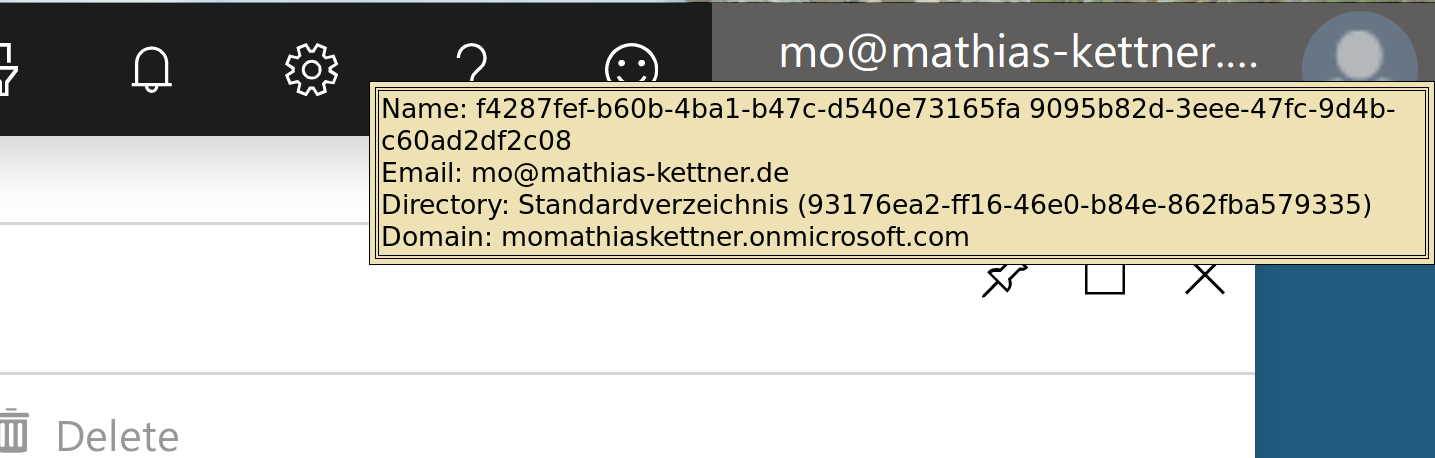 mo@mathias-kettner....
Name: f4287fef-b60b-4ba1-b47c-d540e73165fa 9095b82d-3eee-47fc-9d4b-
c60ad2df2c08
Email: mo@mathias-kettner.de
Directory: Standardverzeichnis (93176ea2-ff16-46e0-b84e-862fba579335)
Domain: momathiaskettner.onmicrosoft.com
Delete